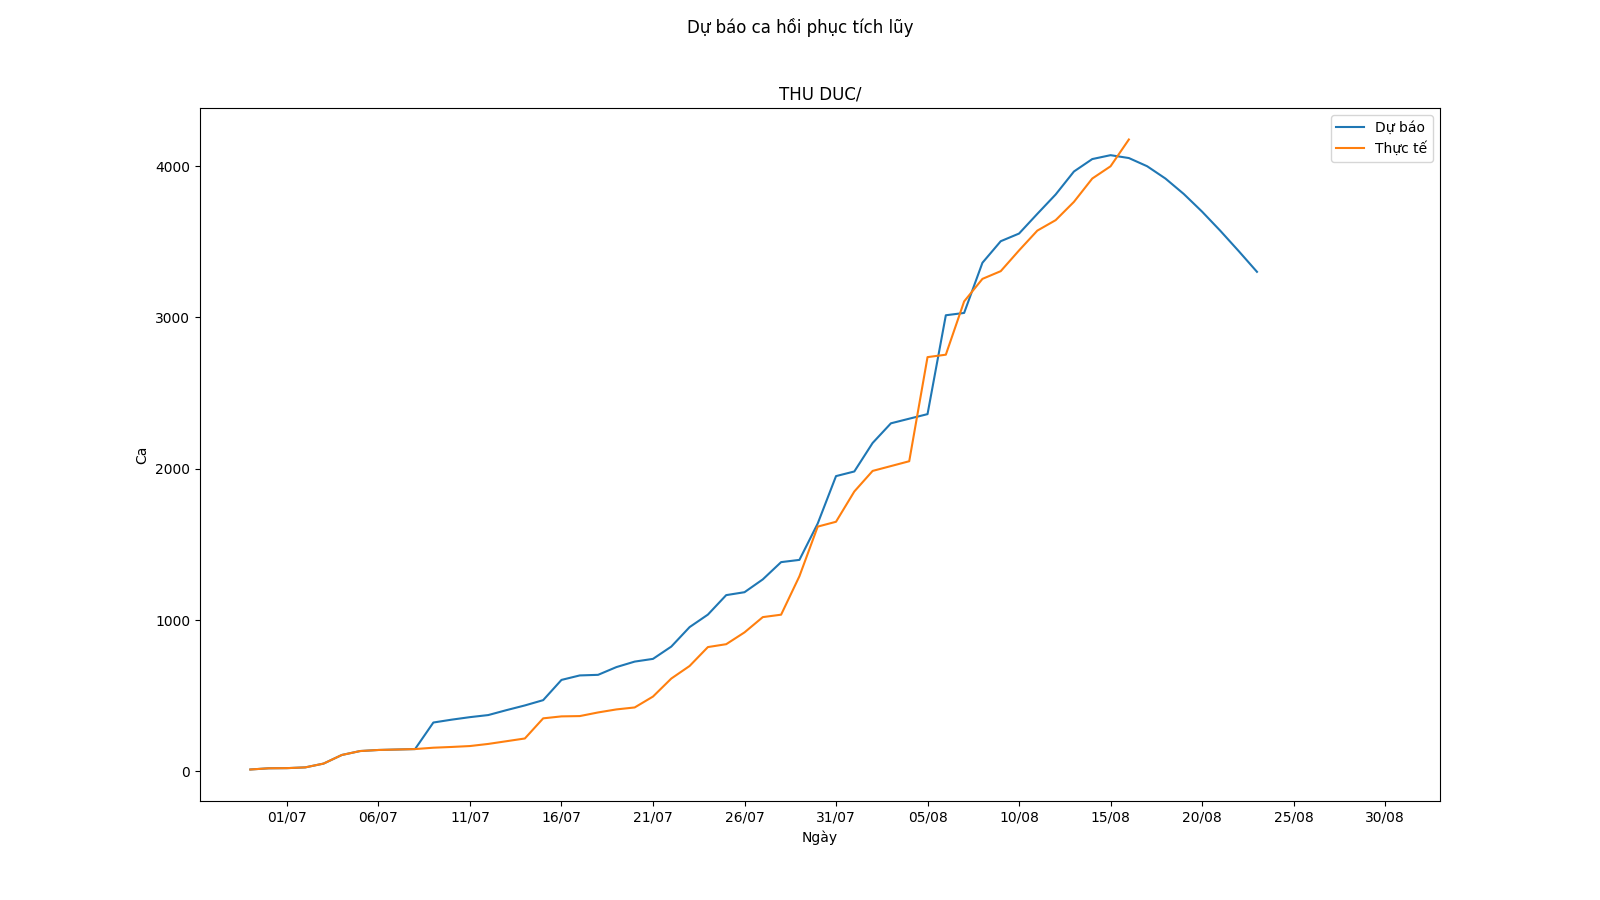 Dự báo ca hồi phục tích lũy
THU DUC/
Dự báo
Thực tế
4000
3000
2000
1000
0
Ca
01/07 06/07 11/07 16/07 21/07 26/07 31/07 05/08 10/08 15/08 20/08 25/08 30/08
Ngày